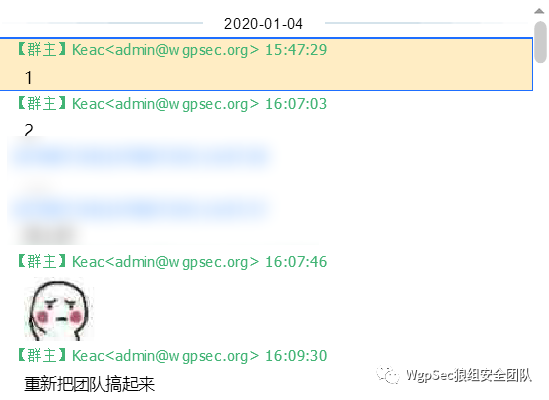 2020-01-04
【群主】Keac<admin@wgpsec.org> 15:47:29
1
【群主】Keac<admin@wgpsec.org> 16:07:03
2
【群主】Keac<admin@wgpsec.org> 16:07:46
【群主】Keac<admin@wgpsec.org> 16:09:30
重新把团队搞起来
WgpSec狼组安全团队